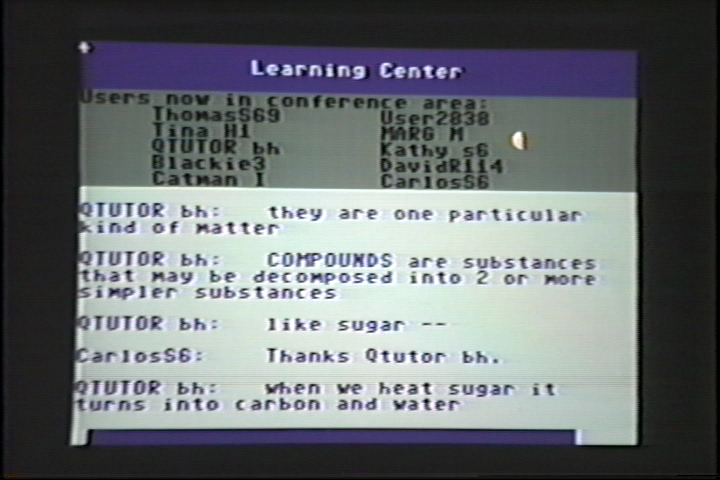 Learning Center
Users now in conference area:
ThomasS69 User2838
Tina H1 MARG M
QTUTOR bh Kathy s6
Blackie3 DavidR114
Catman I CarlosS6
QTUTOR bh: they are one particular
kind of matter
QTUTOR bh: COMPOUNDS are substances
that may be decomposed into 2 or more
simpler substances
QTUTOR bh: like sugar --
CarlosS6: Thanks Qtutor bh.
QTUTOR bh: when we heat sugar it
turns into carbon and water